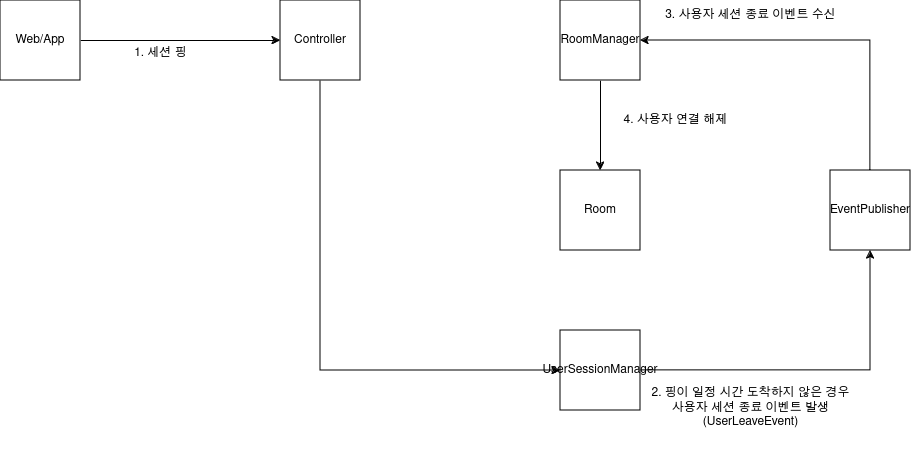 Web/App
1. 세션 핑
Controller
RoomManager
3. 사용자 세션 종료 이벤트 수신
4. 사용자 연결 해제
Room
EventPublisher
UserSessionManager
2. 핑이 일정 시간 도착하지 않은 경우
사용자 세션 종료 이벤트 발생
(UserLeaveEvent)